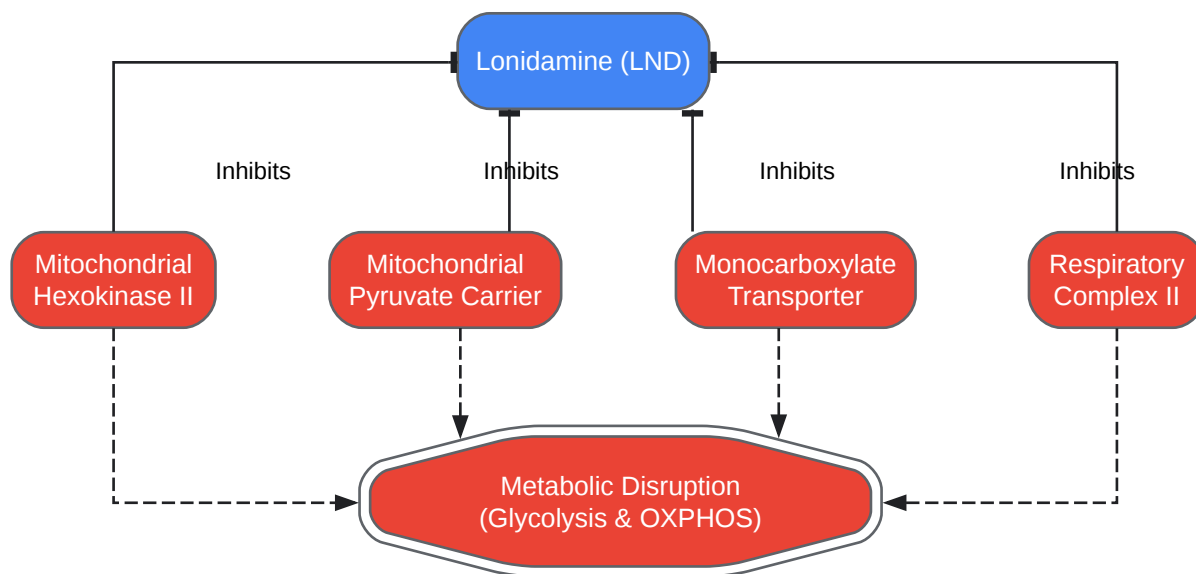 Lonidamine (LND)
Inhibits
Inhibits
Inhibits
Inhibits
Mitochondrial
Hexokinase II
Mitochondrial
Pyruvate Carrier
Monocarboxylate
Transporter
Respiratory
Complex II
Metabolic Disruption
(Glycolysis & OXPHOS)